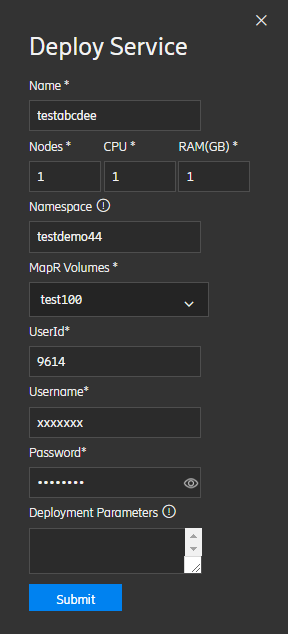 Deploy Service
Name *
testabcdee
Nodes * CPU * RAM(GB) *
1 1 1
Namespace
testdemo44
MapR Volumes *
test100
UserId*
9614
Username*
xxxxxxx
Password*
••••••••
Deployment Parameters
Submit